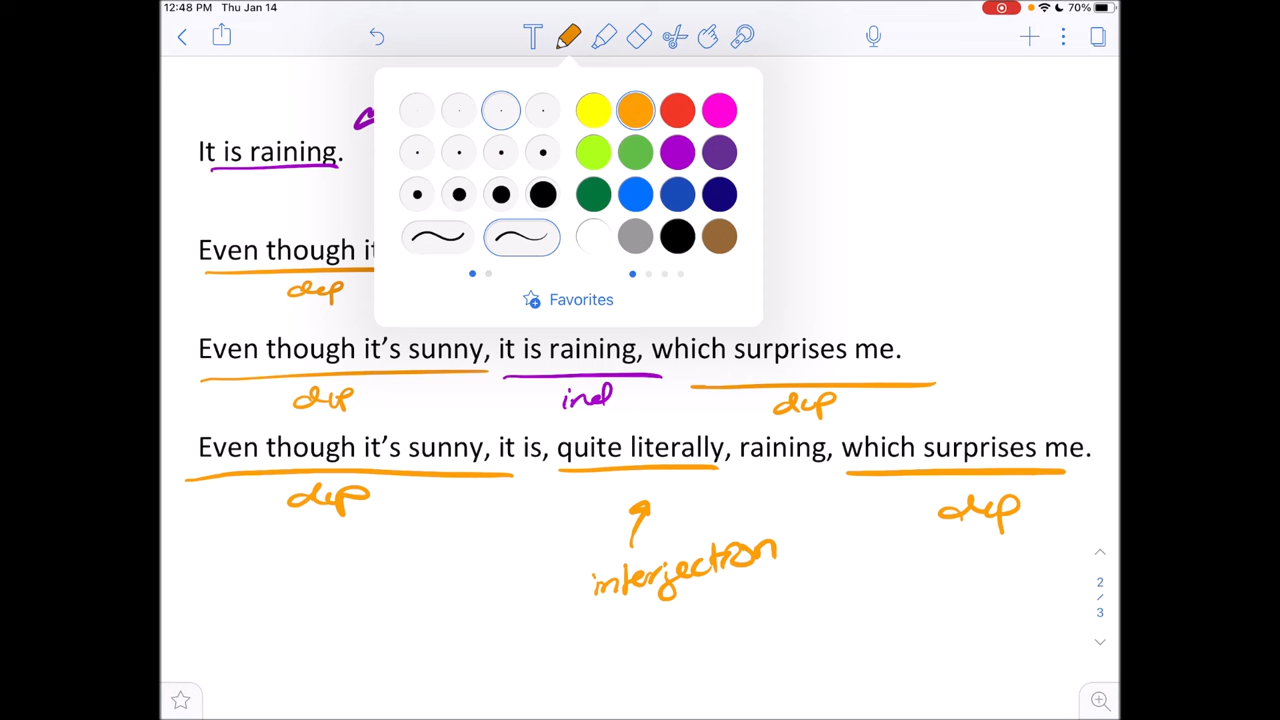 12:48 PM Thu Jan 14
70%
T
It is raining.
Even though it
dep
Favorites
Even though it's sunny, it is raining, which surprises me.
dep ind dep
Even though it's sunny, it is, quite literally, raining, which surprises me.
dep dep
interjection
2
/
3